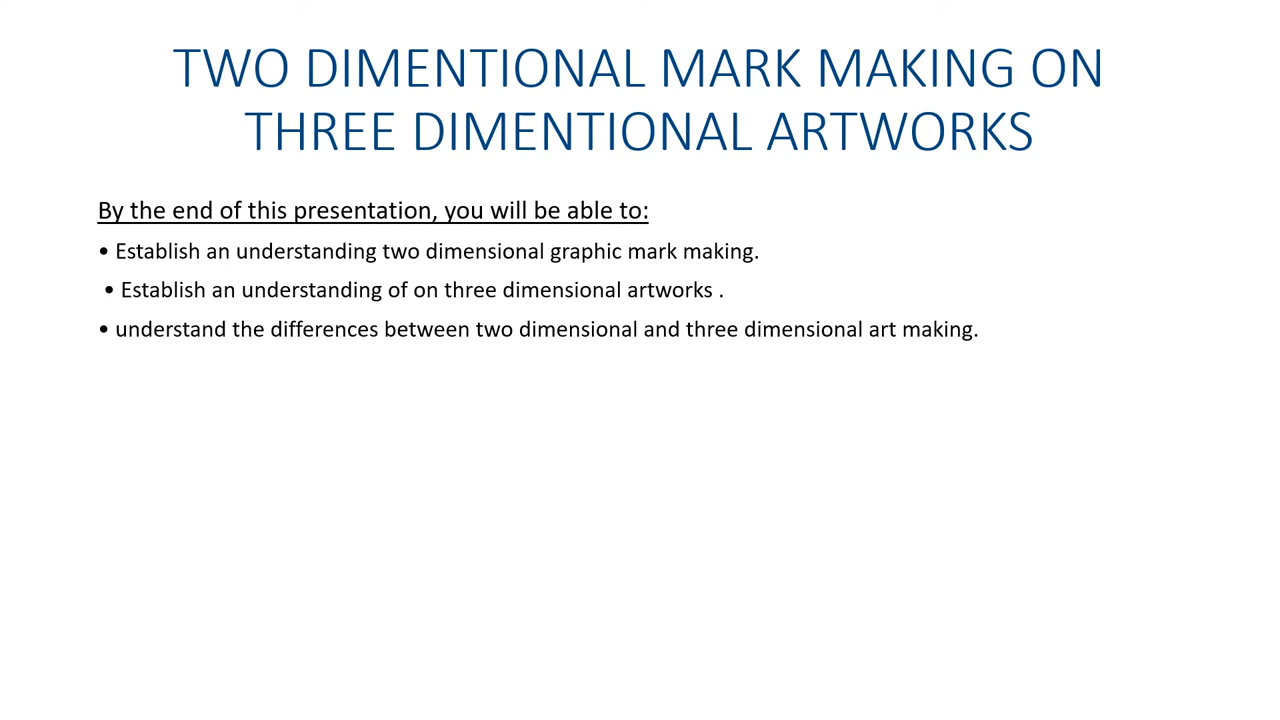 TWO DIMENTIONAL MARK MAKING ON
THREE DIMENTIONAL ARTWORKS
By the end of this presentation, you will be able to:
• Establish an understanding two dimensional graphic mark making.
• Establish an understanding of on three dimensional artworks .
• understand the differences between two dimensional and three dimensional art making.